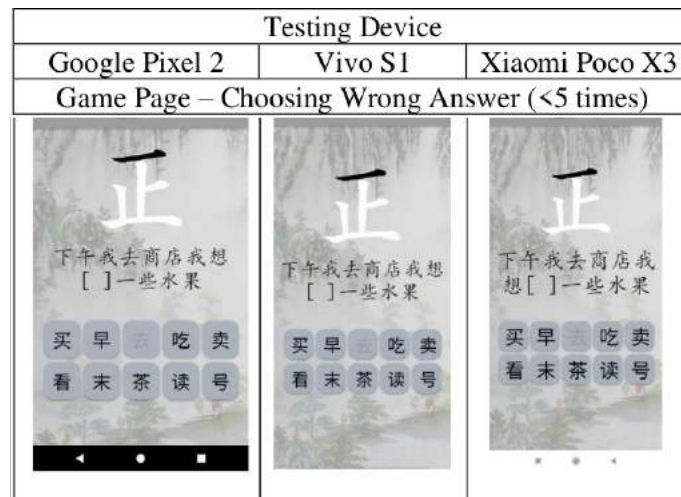 Testing Device
Google Pixel 2 Vivo S1 Xiaomi Poco X3
Game Page – Choosing Wrong Answer (<5 times)
正
下午我去商店我想
[ ]一些水果
买 早 去 吃 卖
看 末 茶 读 号
正
下午我去商店我想
[ ]一些水果
买 早 去 吃 卖
看 末 茶 读 号
正
下午我去商店我
想[ ]一些水果
买 早 去 吃 卖
看 末 茶 读 号